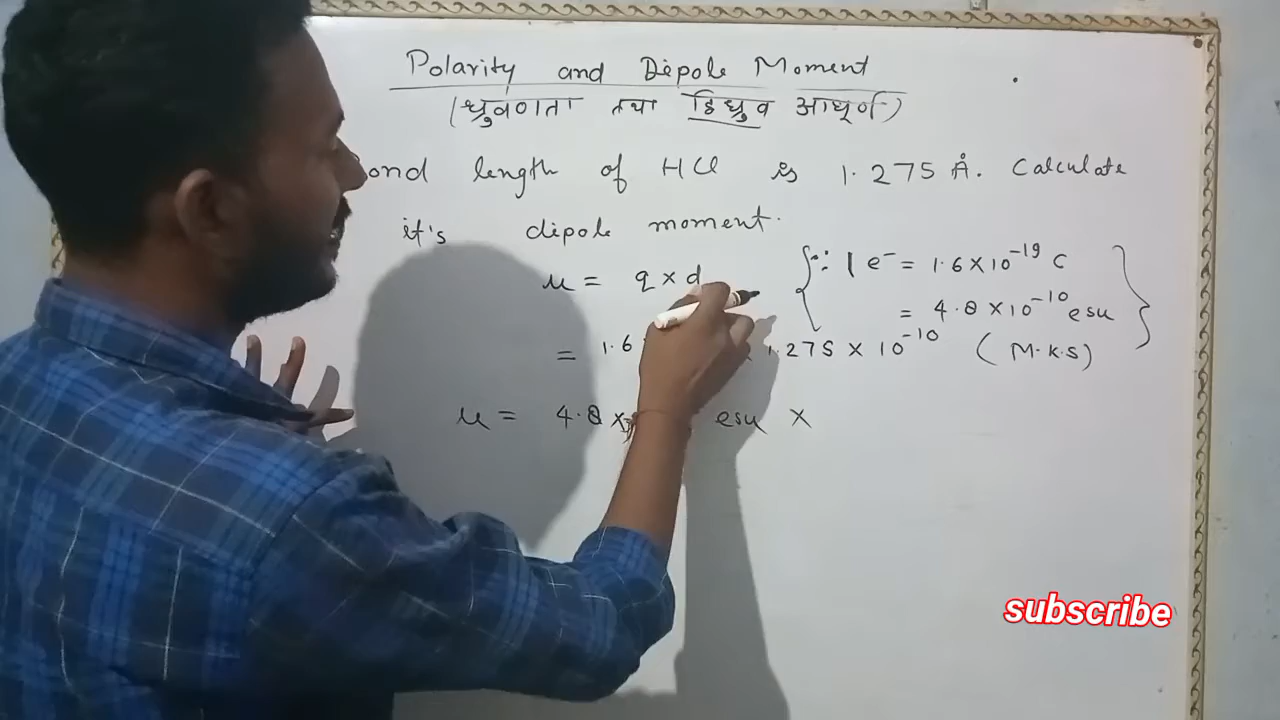 Polarity and Dipole Moment
(ध्रुवणता तथा द्विध्रुव आघूर्ण)
ond length of HCl is 1.275 Å. Calculate
it's dipole moment.
μ = q × d
{∵ 1 e⁻ = 1.6 × 10⁻¹⁹ C
= 4.8 × 10⁻¹⁰ esu}
= 1.6 1.275 × 10⁻¹⁰ (M.K.S)
μ = 4.8 × esu ×
subscribe